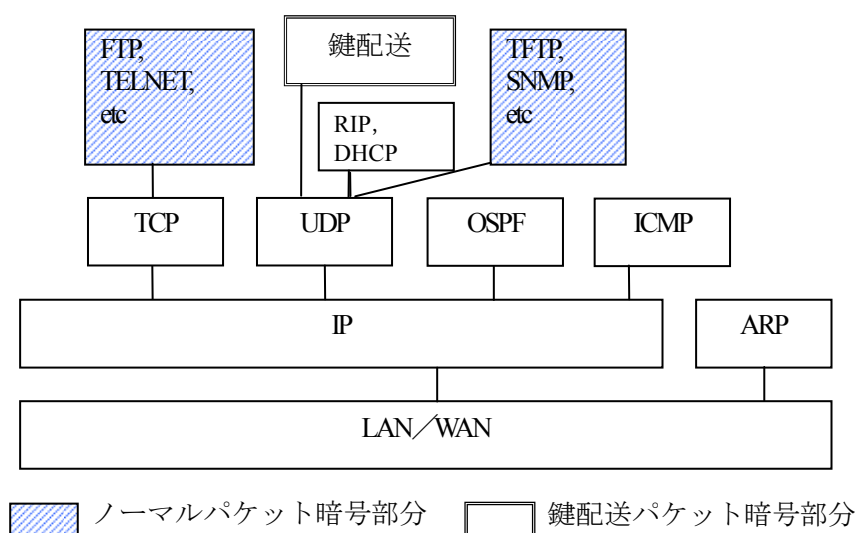 FTP,
TELNET,
etc
鍵配送
TFTP,
SNMP,
etc
RIP,
DHCP
TCP
UDP
OSPF
ICMP
IP
ARP
LAN／WAN
ノーマルパケット暗号部分
鍵配送パケット暗号部分